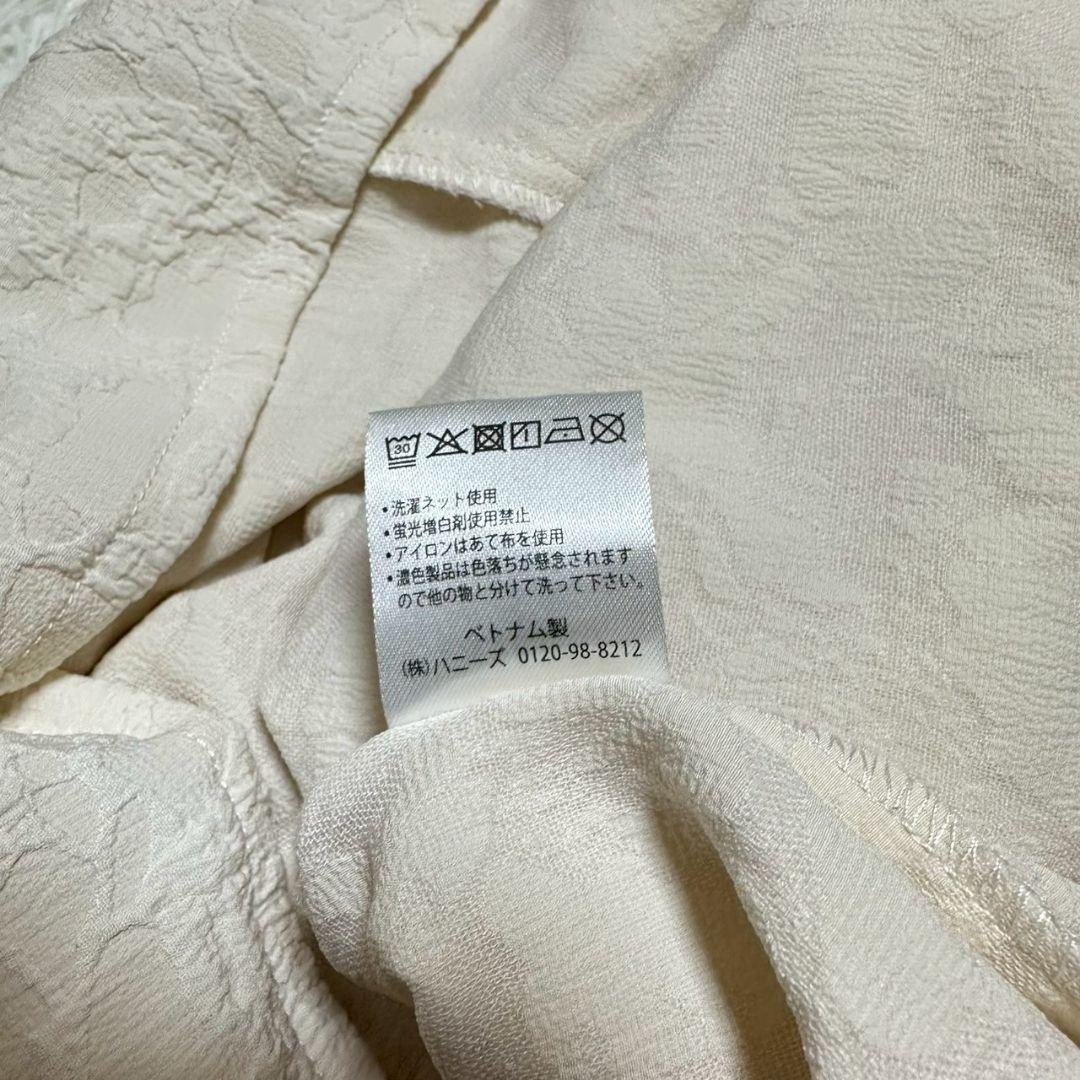 30
・洗濯ネット使用
・蛍光増白剤使用禁止
・アイロンはあて布を使用
・濃色製品は色落ちが懸念されます
ので他の物と分けて洗って下さい。
ベトナム製
(株)ハニーズ 0120-98-8212